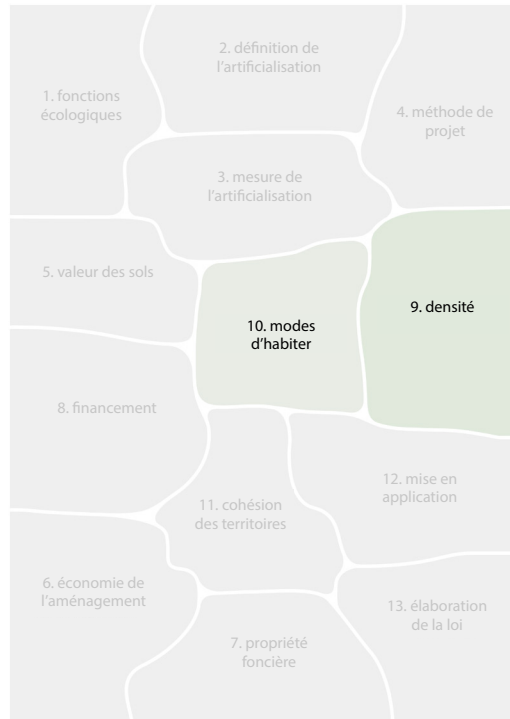 1. fonctions
écologiques
2. définition de
l'artificialisation
3. mesure de
l'artificialisation
4. méthode de
projet
5. valeur des sols
10. modes
d'habiter
9. densité
8. financement
11. cohésion
des territoires
12. mise en
application
6. économie de
l'aménagement
7. propriété
foncière
13. élaboration
de la loi